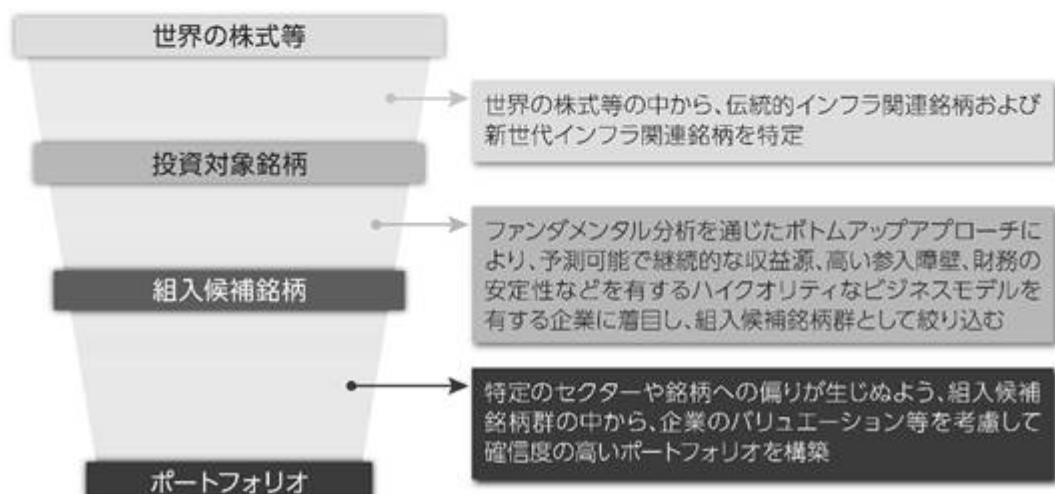 世界の株式等
世界の株式等の中から、伝統的インフラ関連銘柄および
新世代インフラ関連銘柄を特定
投資対象銘柄
ファンダメンタル分析を通じたボトムアップアプローチに
より、予測可能で継続的な収益源、高い参入障壁、財務の
安定性などを有するハイクオリティなビジネスモデルを
有する企業に着目し、組入候補銘柄群として絞り込む
組入候補銘柄
特定のセクターや銘柄への偏りが生じぬよう、組入候補
銘柄群の中から、企業のバリュエーション等を考慮して
確信度の高いポートフォリオを構築
ポートフォリオ